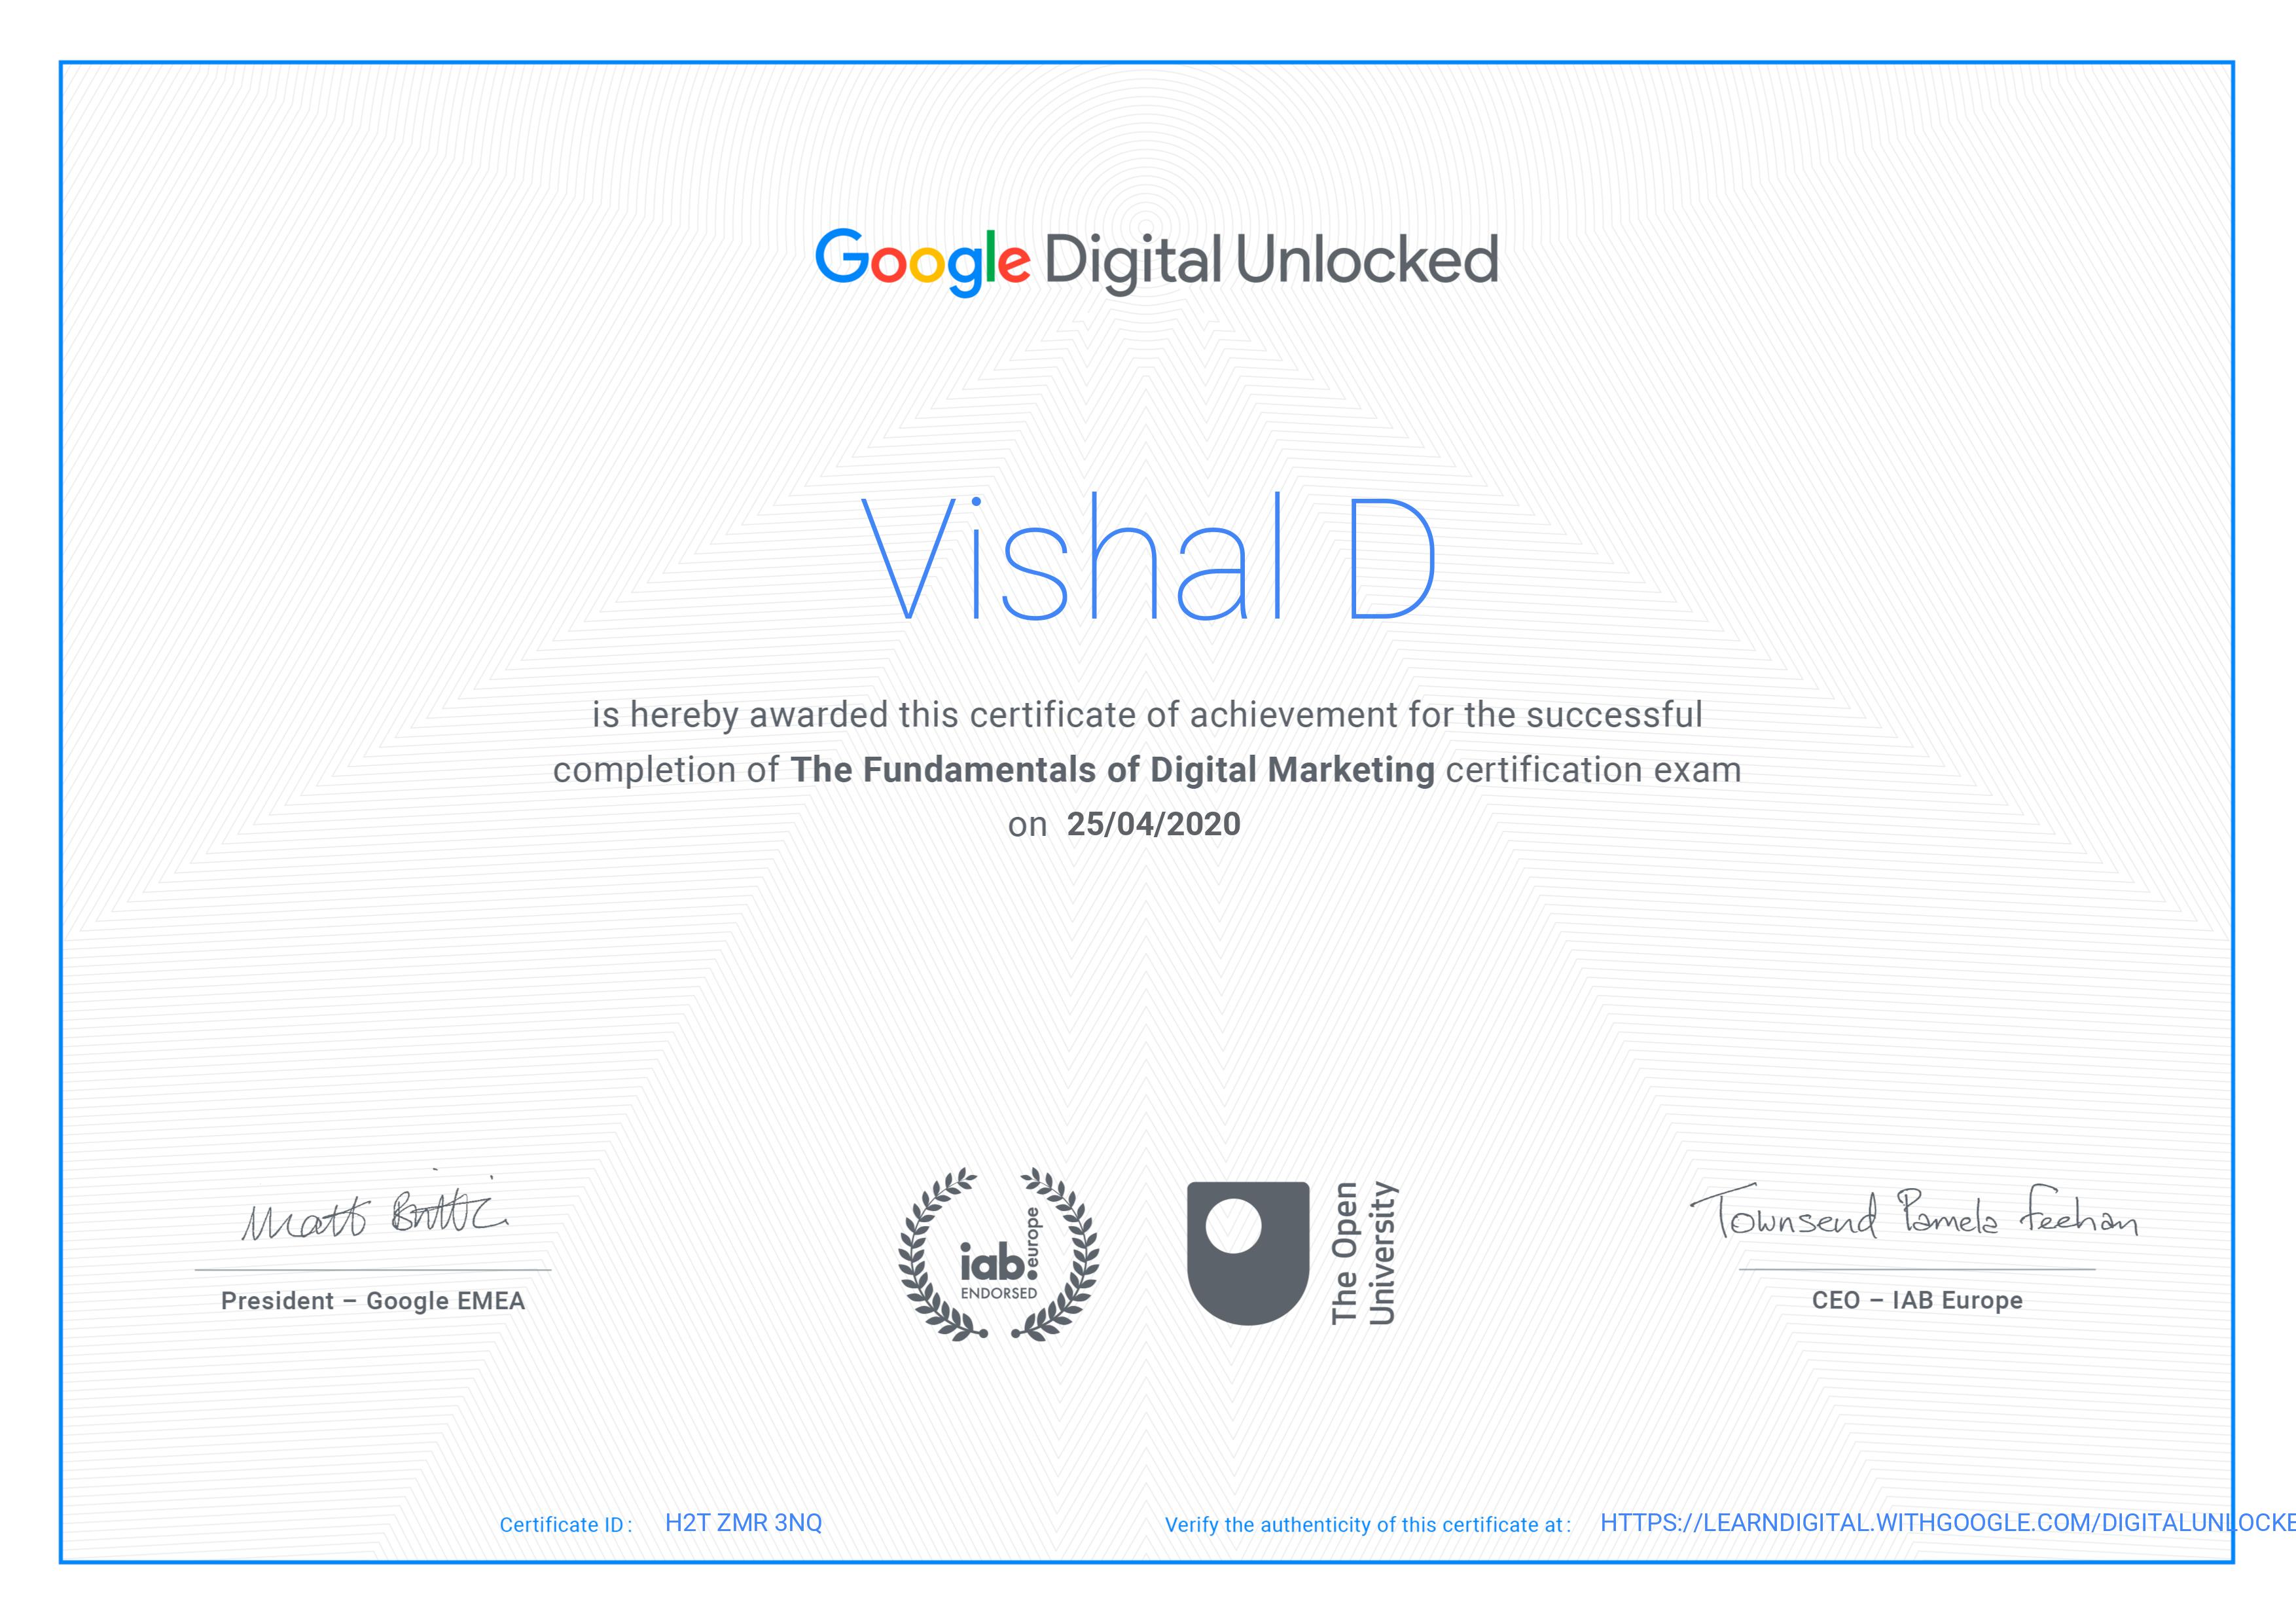 Google Digital Unlocked
Vishal D
is hereby awarded this certificate of achievement for the successful
completion of The Fundamentals of Digital Marketing certification exam
on 25/04/2020
Matt Brittin
President – Google EMEA
iab.europe
ENDORSED
The Open
University
Townsend Pamela Feehan
CEO – IAB Europe
Certificate ID: H2T ZMR 3NQ
Verify the authenticity of this certificate at: HTTPS://LEARNDIGITAL.WITHGOOGLE.COM/DIGITALUNLOCKE